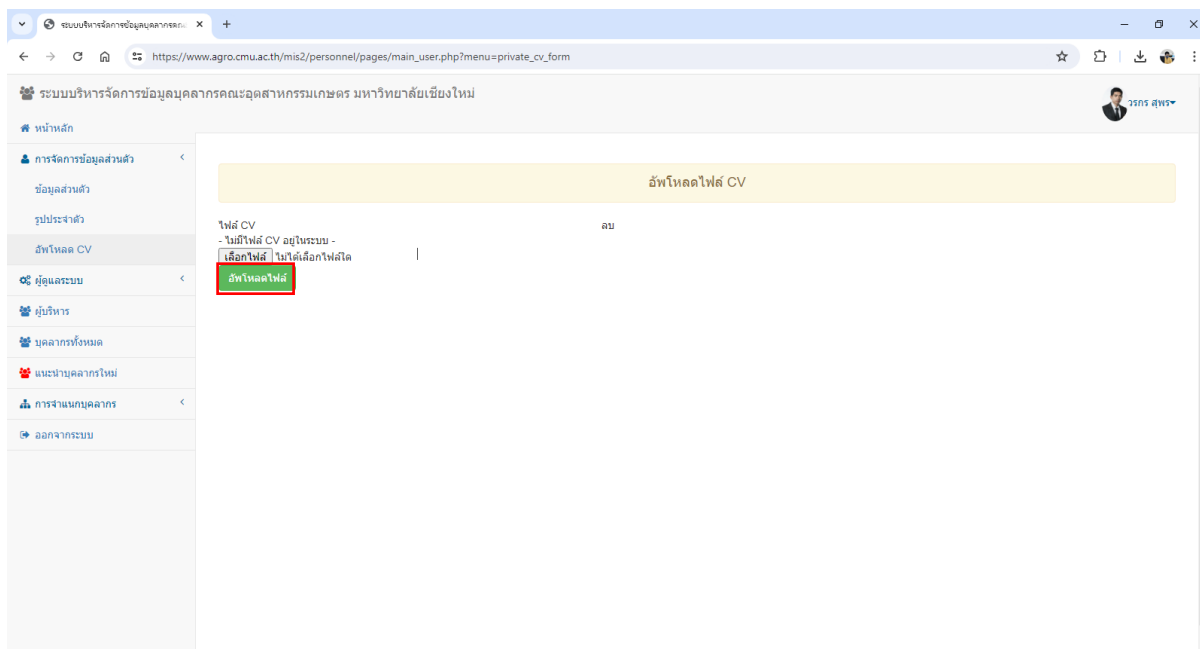 ระบบบริหารจัดการข้อมูลบุคลากรคณะ
https://www.agro.cmu.ac.th/mis2/personnel/pages/main_user.php?menu=private_cv_form
ระบบบริหารจัดการข้อมูลบุคลากรคณะอุตสาหกรรมเกษตร มหาวิทยาลัยเชียงใหม่
วรกร สุพร
หน้าหลัก
การจัดการข้อมูลส่วนตัว
ข้อมูลส่วนตัว
รูปประจำตัว
อัพโหลด CV
ผู้ดูแลระบบ
ผู้บริหาร
บุคลากรทั้งหมด
แนะนำบุคลากรใหม่
การจำแนกบุคลากร
ออกจากระบบ
อัพโหลดไฟล์ CV
ไฟล์ CV ลบ
- ไม่มีไฟล์ CV อยู่ในระบบ -
เลือกไฟล์ ไม่ได้เลือกไฟล์ใด
อัพโหลดไฟล์